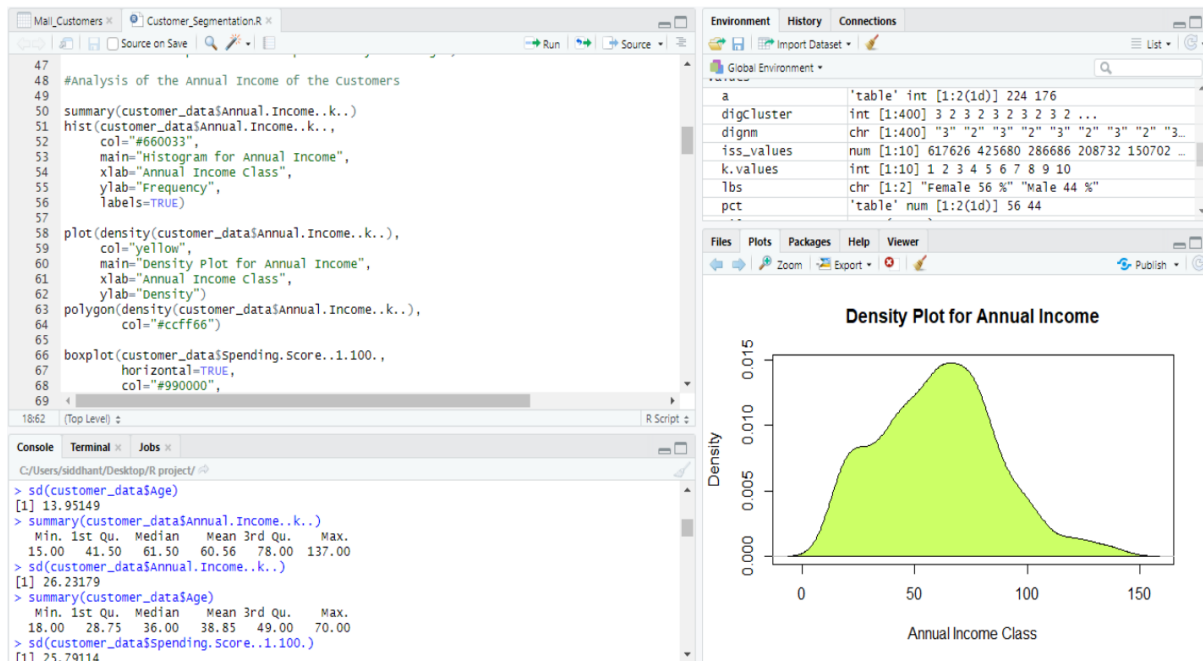 Mall_Customers
Customer_Segmentation.R
Source on Save
Run
Source
47
48 #Analysis of the Annual Income of the Customers
49
50 summary(customer_data$Annual.Income..k..)
51 hist(customer_data$Annual.Income..k..,
52 col="#660033",
53 main="Histogram for Annual Income",
54 xlab="Annual Income Class",
55 ylab="Frequency",
56 labels=TRUE)
57
58 plot(density(customer_data$Annual.Income..k..),
59 col="yellow",
60 main="Density Plot for Annual Income",
61 xlab="Annual Income Class",
62 ylab="Density")
63 polygon(density(customer_data$Annual.Income..k..),
64 col="#ccff66")
65
66 boxplot(customer_data$Spending.Score..1.100.,
67 horizontal=TRUE,
68 col="#990000",
69
18:62 (Top Level) R Script
Console Terminal Jobs
C:/Users/siddhant/Desktop/R project/
> sd(customer_data$Age)
[1] 13.95149
> summary(customer_data$Annual.Income..k..)
Min. 1st Qu. Median Mean 3rd Qu. Max.
15.00 41.50 61.50 60.56 78.00 137.00
> sd(customer_data$Annual.Income..k..)
[1] 26.23179
> summary(customer_data$Age)
Min. 1st Qu. Median Mean 3rd Qu. Max.
18.00 28.75 36.00 38.85 49.00 70.00
> sd(customer_data$Spending.Score..1.100.)
[1] 25.79114
Environment History Connections
Import Dataset List
Global Environment
values
a 'table' int [1:2(1d)] 224 176
digCluster int [1:400] 3 2 3 2 3 2 3 2 3 2 ...
dignm chr [1:400] "3" "2" "3" "2" "3" "2" "3" "2" "3...
iss_values num [1:10] 617626 425680 286686 208732 150702 ...
k.values int [1:10] 1 2 3 4 5 6 7 8 9 10
lbs chr [1:2] "Female 56 %" "Male 44 %"
pct 'table' num [1:2(1d)] 56 44
Files Plots Packages Help Viewer
Zoom Export Publish
Density Plot for Annual Income
Density
0.015
0.010
0.005
0.000
0 50 100 150
Annual Income Class